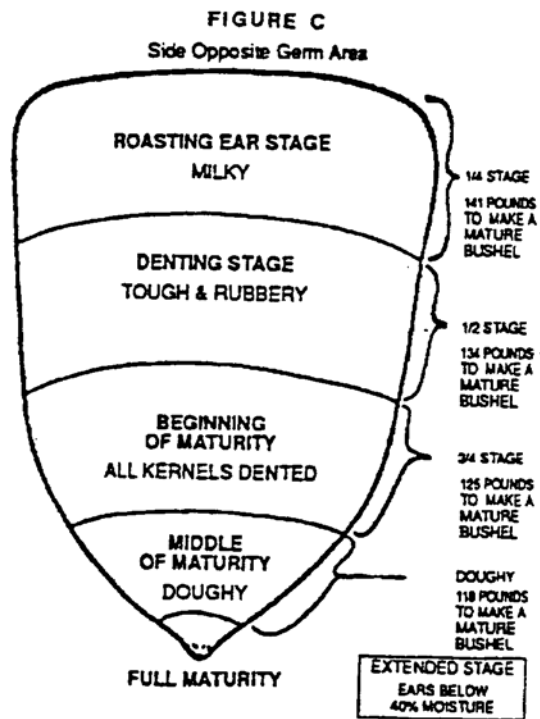 FIGURE C
Side Opposite Germ Area
ROASTING EAR STAGE
MILKY
1/4 STAGE
141 POUNDS
TO MAKE A
MATURE
BUSHEL
DENTING STAGE
TOUGH & RUBBERY
1/2 STAGE
134 POUNDS
TO MAKE A
MATURE
BUSHEL
BEGINNING
OF MATURITY
ALL KERNELS DENTED
3/4 STAGE
125 POUNDS
TO MAKE A
MATURE
BUSHEL
MIDDLE
OF MATURITY
DOUGHY
DOUGHY
118 POUNDS
TO MAKE A
MATURE
BUSHEL
FULL MATURITY
EXTENDED STAGE
EARS BELOW
40% MOISTURE